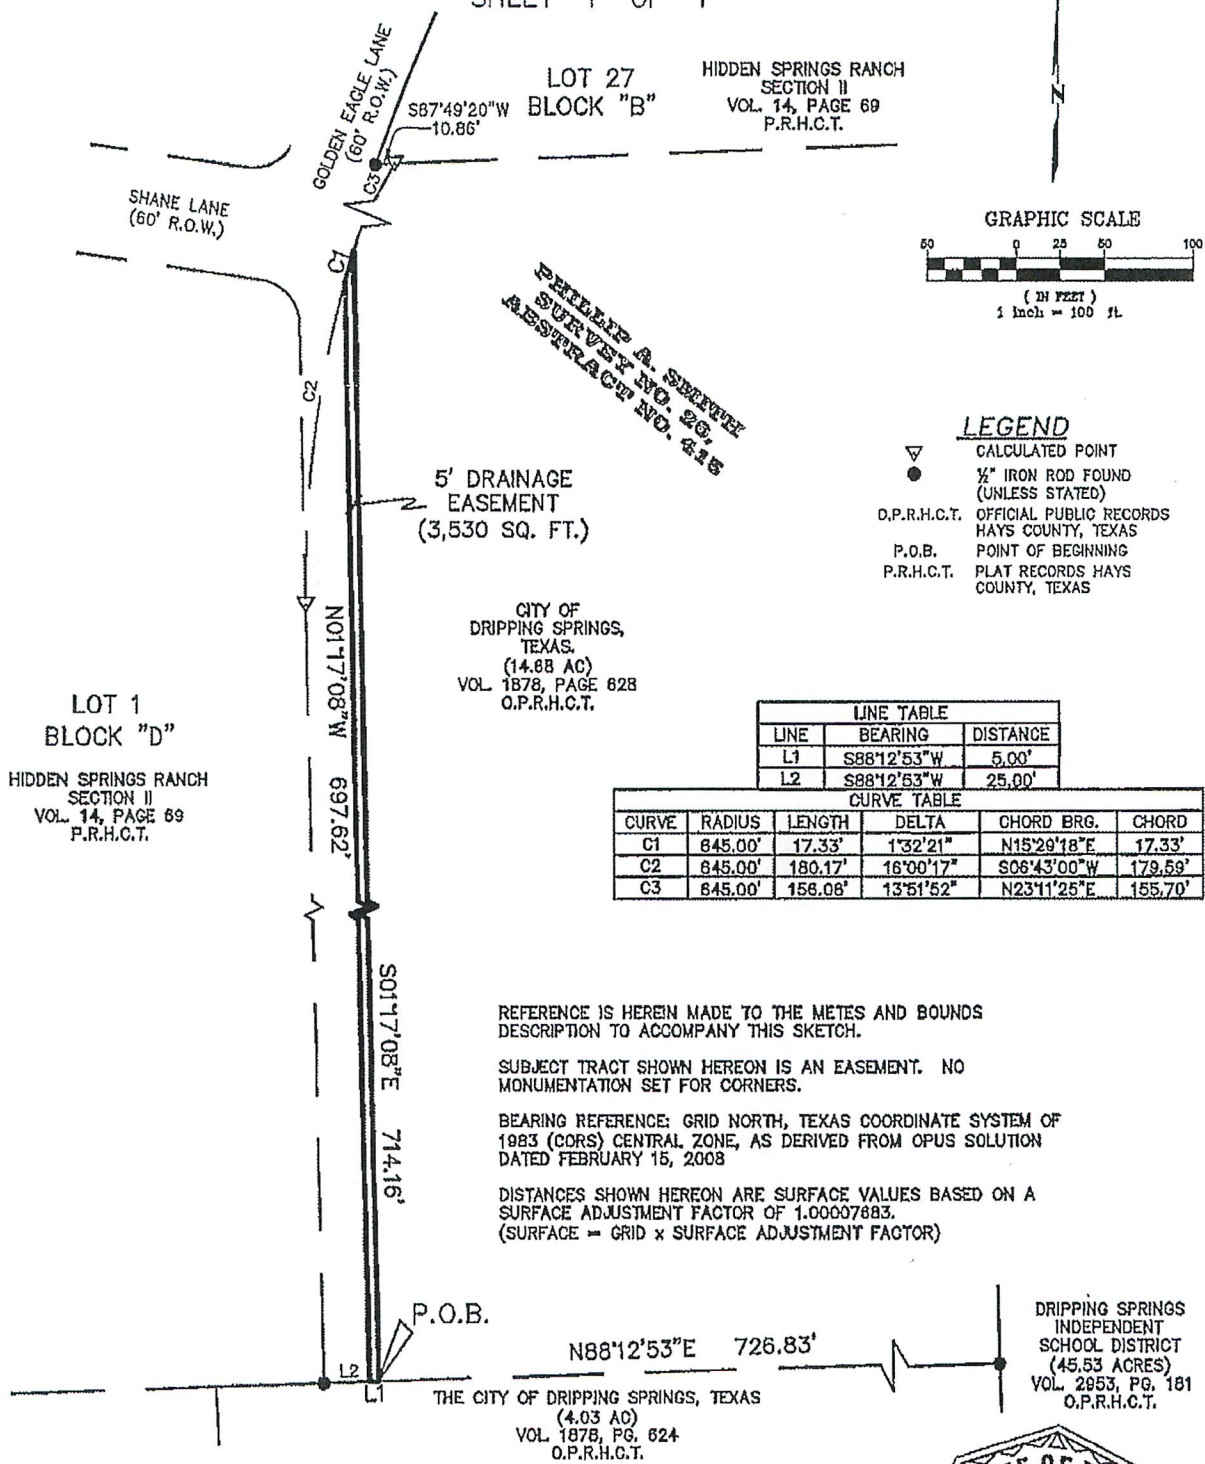 SHEET 1 OF 1
GOLDEN EAGLE LANE
(60' R.O.W.)
S87°49'20"W
10.86'
LOT 27
BLOCK "B"
HIDDEN SPRINGS RANCH
SECTION II
VOL. 14, PAGE 69
P.R.H.C.T.
N
C3
SHANE LANE
(60' R.O.W.)
C1
GRAPHIC SCALE
50 0 25 50 100
( IN FEET )
1 inch = 100 ft.
PHILLIP A. SMITH
SURVEY NO. 26,
ABSTRACT NO. 415
C2
LEGEND
CALCULATED POINT
½" IRON ROD FOUND
(UNLESS STATED)
O.P.R.H.C.T. OFFICIAL PUBLIC RECORDS
HAYS COUNTY, TEXAS
P.O.B. POINT OF BEGINNING
P.R.H.C.T. PLAT RECORDS HAYS
COUNTY, TEXAS
5' DRAINAGE
EASEMENT
(3,530 SQ. FT.)
CITY OF
DRIPPING SPRINGS,
TEXAS.
(14.68 AC)
VOL. 1878, PAGE 628
O.P.R.H.C.T.
N01°17'08"W 697.62'
LOT 1
BLOCK "D"
HIDDEN SPRINGS RANCH
SECTION II
VOL. 14, PAGE 69
P.R.H.C.T.
LINE TABLE
LINE BEARING DISTANCE
L1 S88°12'53"W 5.00'
L2 S88°12'53"W 25.00'
CURVE TABLE
CURVE RADIUS LENGTH DELTA CHORD BRG. CHORD
C1 645.00' 17.33' 1°32'21" N15°29'18"E 17.33'
C2 645.00' 180.17' 16°00'17" S06°43'00"W 179.59'
C3 645.00' 156.08' 13°51'52" N23°11'25"E 155.70'
S01°17'08"E 714.16'
REFERENCE IS HEREIN MADE TO THE METES AND BOUNDS
DESCRIPTION TO ACCOMPANY THIS SKETCH.
SUBJECT TRACT SHOWN HEREON IS AN EASEMENT. NO
MONUMENTATION SET FOR CORNERS.
BEARING REFERENCE: GRID NORTH, TEXAS COORDINATE SYSTEM OF
1983 (CORS) CENTRAL ZONE, AS DERIVED FROM OPUS SOLUTION
DATED FEBRUARY 15, 2008
DISTANCES SHOWN HEREON ARE SURFACE VALUES BASED ON A
SURFACE ADJUSTMENT FACTOR OF 1.00007683.
(SURFACE = GRID x SURFACE ADJUSTMENT FACTOR)
P.O.B.
N88°12'53"E 726.83'
L2
L1
THE CITY OF DRIPPING SPRINGS, TEXAS
(4.03 AC)
VOL. 1878, PG. 624
O.P.R.H.C.T.
DRIPPING SPRINGS
INDEPENDENT
SCHOOL DISTRICT
(45.53 ACRES)
VOL. 2953, PG. 181
O.P.R.H.C.T.